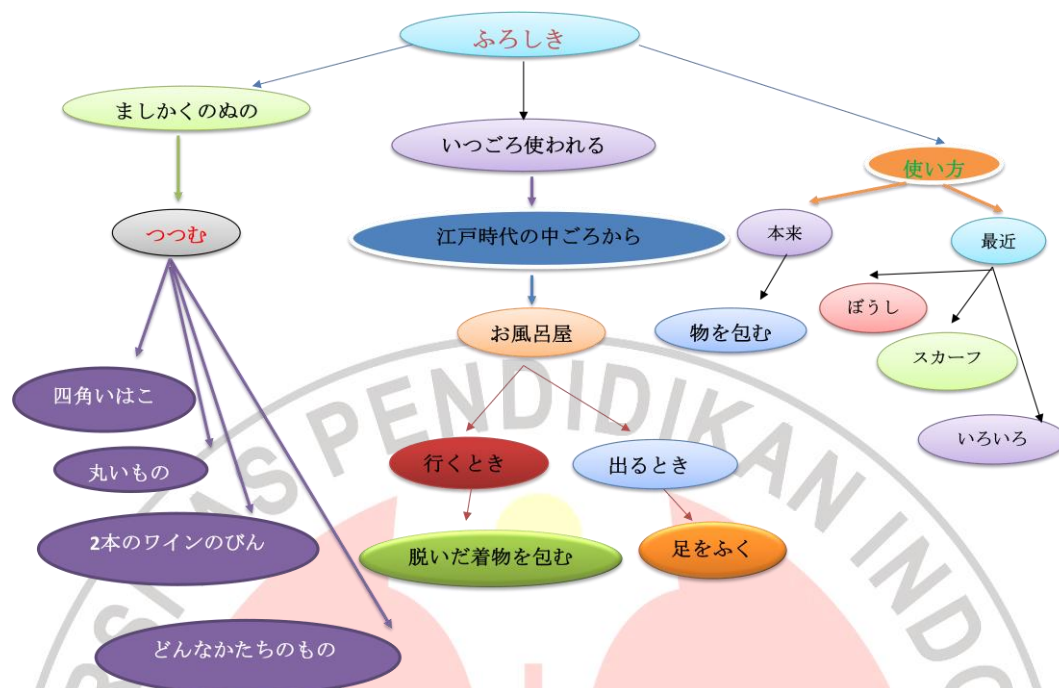 ふろしき
ましかくのぬの
いつごろ使われる
使い方
つつむ
江戸時代の中ごろから
本来
最近
お風呂屋
物を包む
ぼうし
スカーフ
四角いはこ
丸いもの
行くとき
出るとき
いろいろ
2本のワインのびん
脱いだ着物を包む
足をふく
どんなかたちのもの
AS PENDIDIKAN INDO